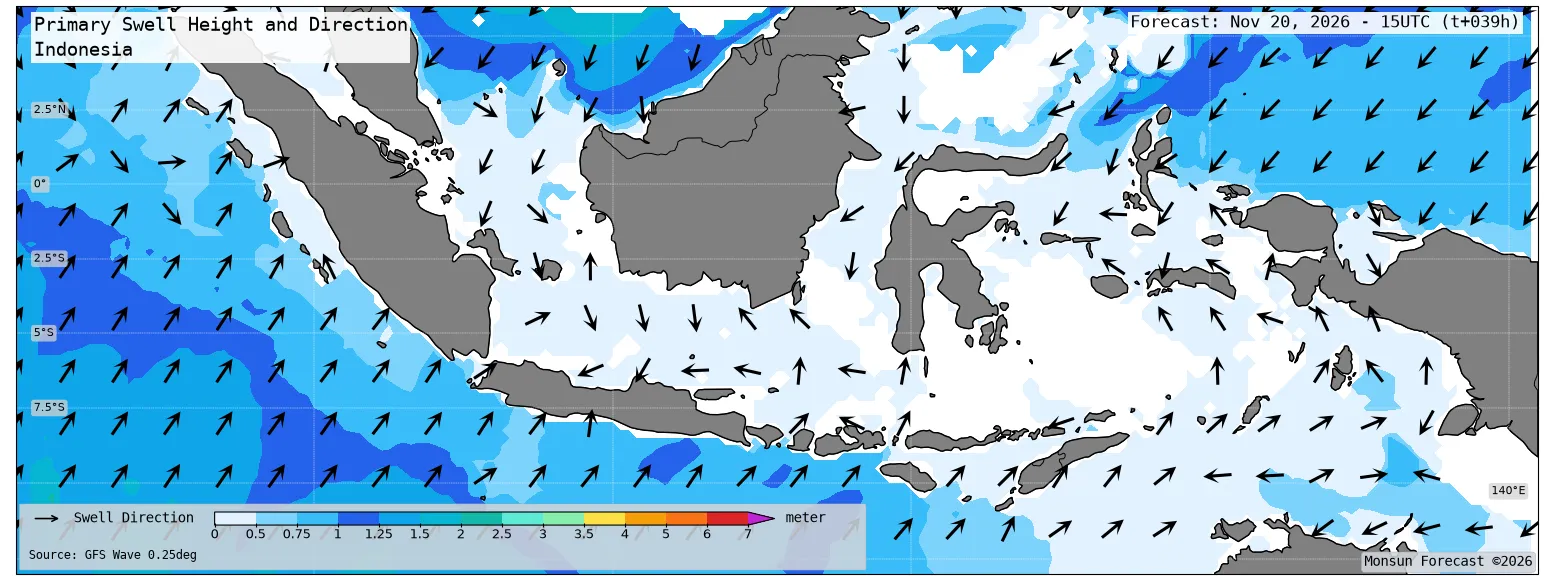 Primary Swell Height and Direction
Indonesia
Forecast: Nov 20, 2026 - 15UTC (t+039h)
2.5°N
0°
2.5°S
5°S
7.5°S
140°E
Swell Direction
0 0.5 0.75 1 1.25 1.5 2 2.5 3 3.5 4 5 6 7
meter
Source: GFS Wave 0.25deg
Monsun Forecast ©2026